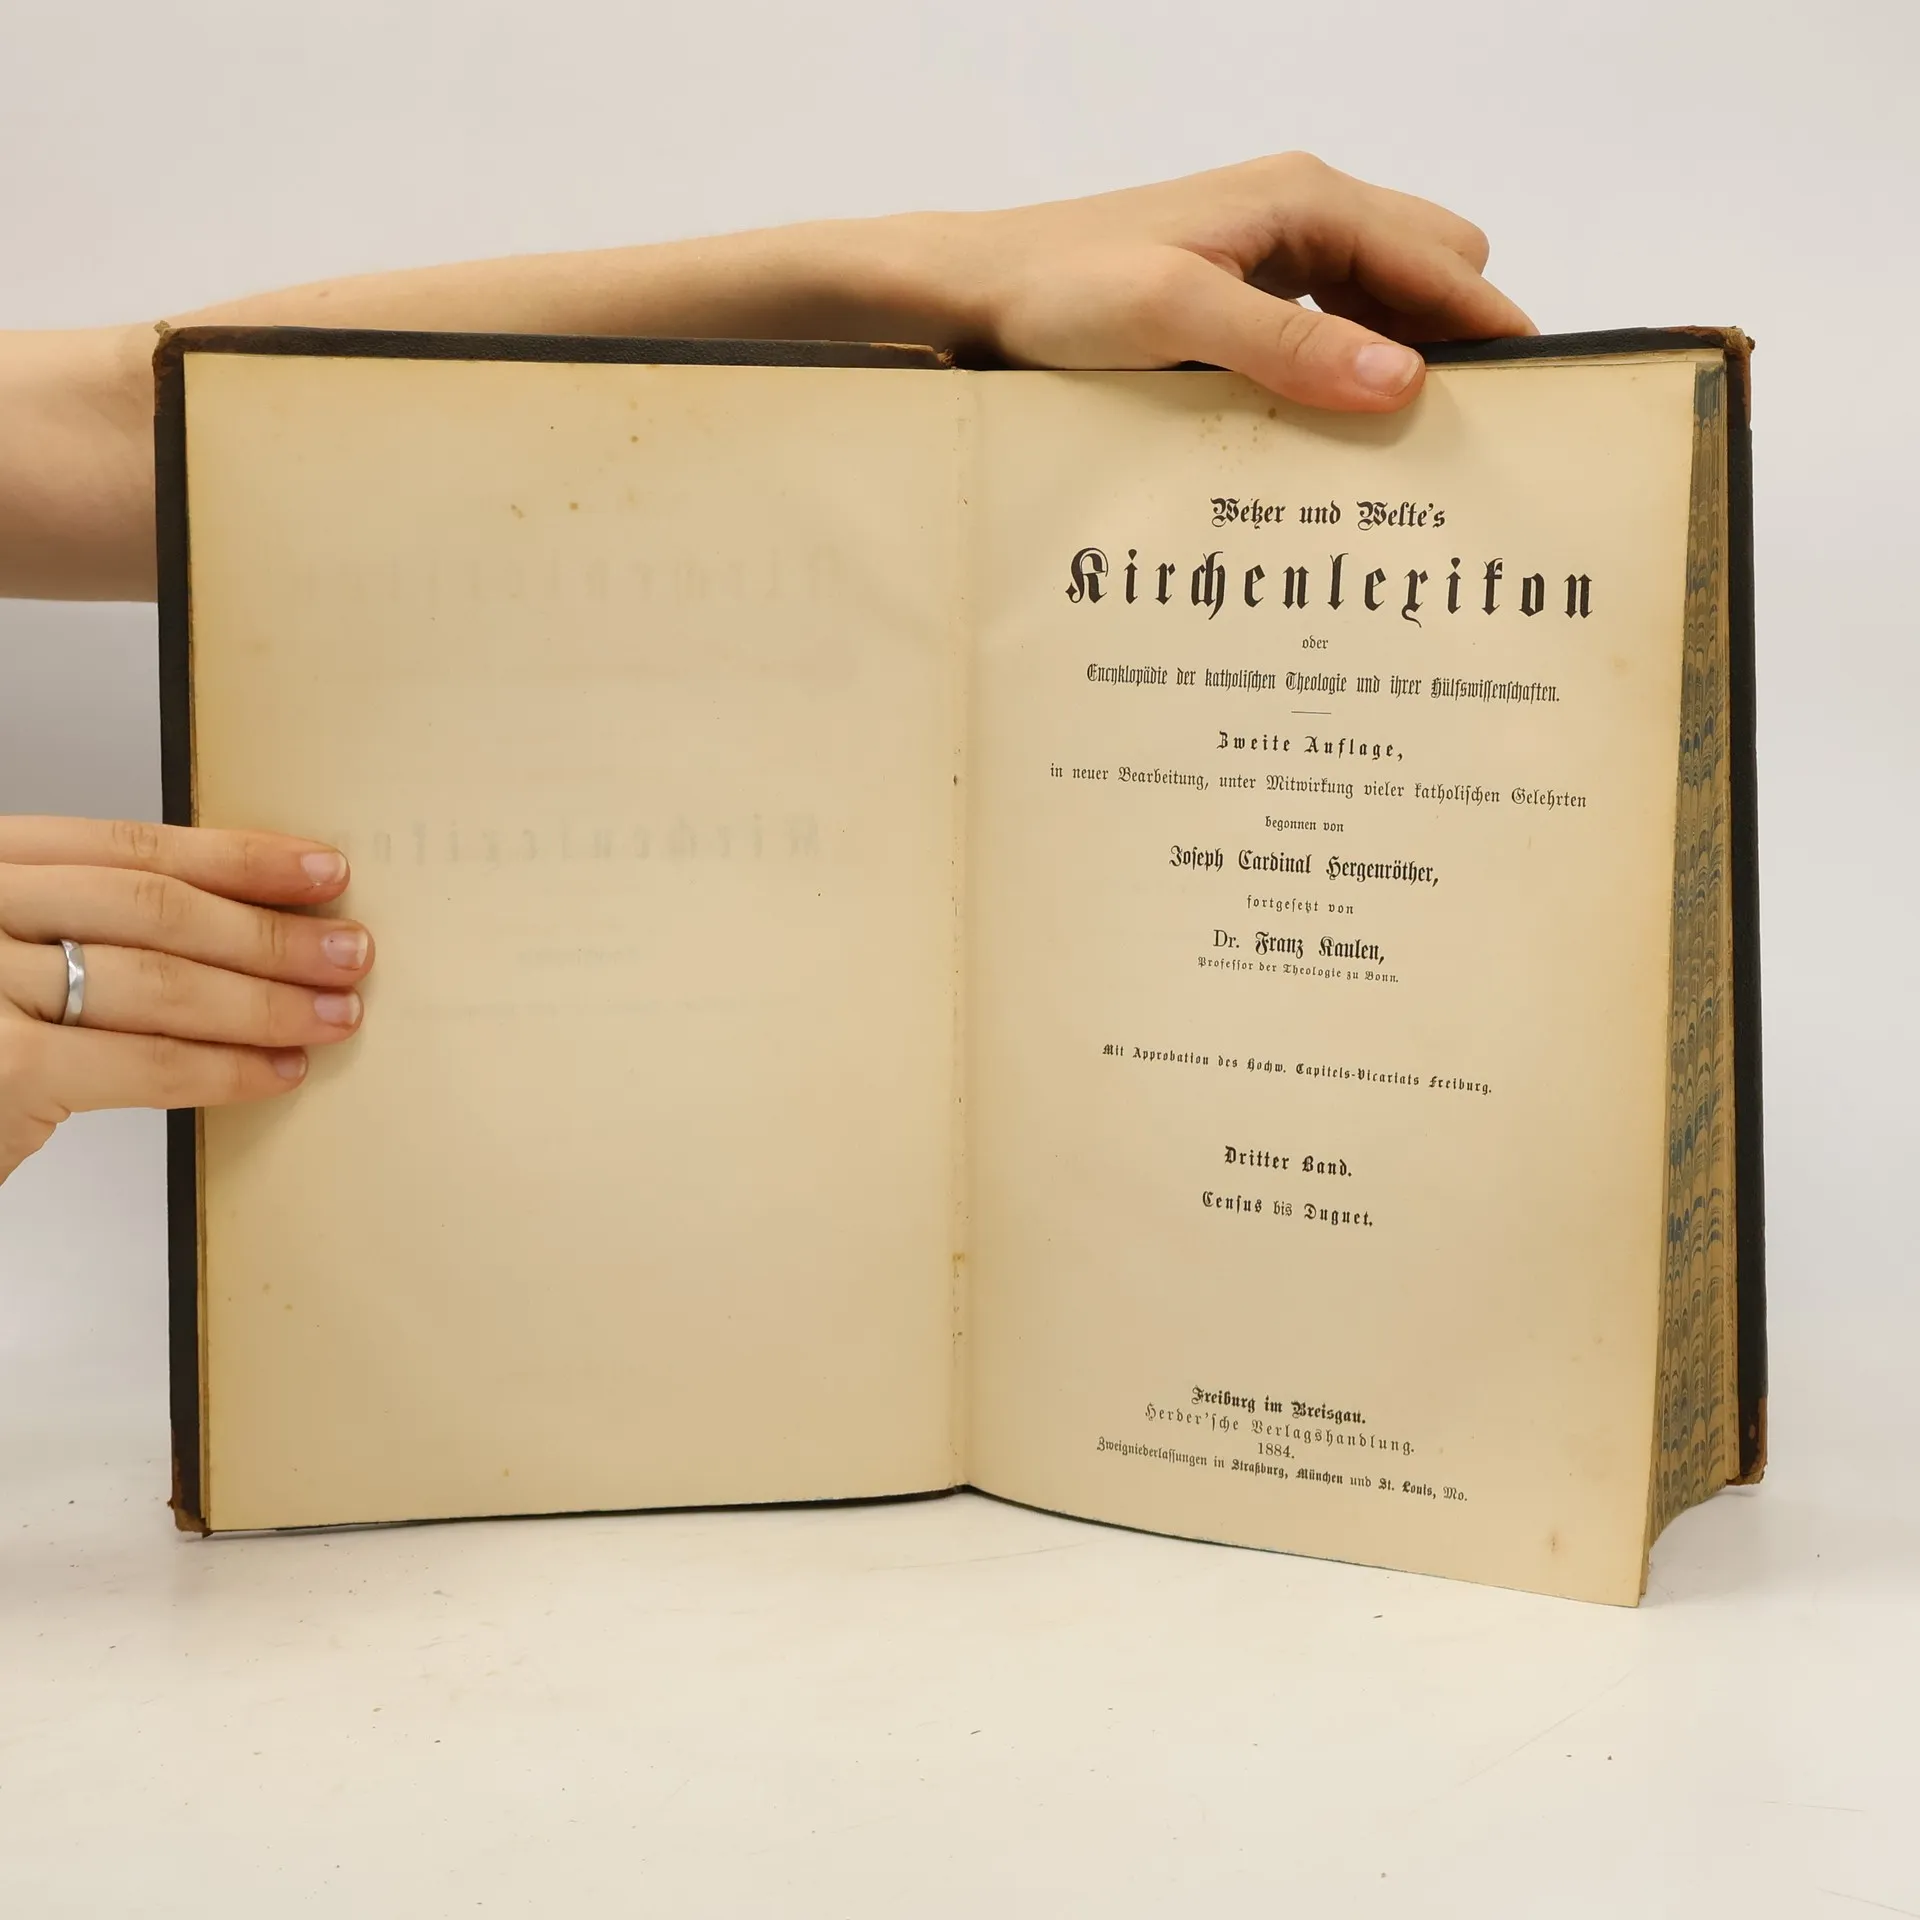 Wetzer und Welte's
Kirchenlexikon
oder
Encyklopädie der katholischen Theologie und ihrer Hülfswissenschaften.
Zweite Auflage,
in neuer Bearbeitung, unter Mitwirkung vieler katholischen Gelehrten
begonnen von
Joseph Cardinal Hergenröther,
fortgesetzt von
Dr. Franz Kaulen,
Professor der Theologie zu Bonn.
Mit Approbation des Hochw. Capitels-Vicariats Freiburg.
Dritter Band.
Census bis Duguet.
Freiburg im Breisgau.
Herder'sche Verlagshandlung.
1884.
Zweigniederlassungen in Straßburg, München und St. Louis, Mo.